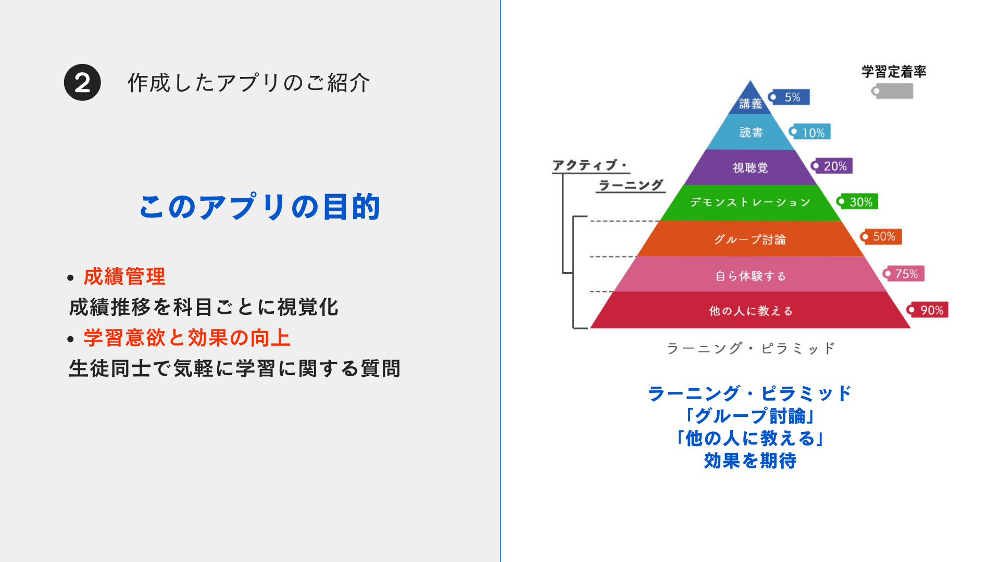 2 作成したアプリのご紹介
このアプリの目的
• 成績管理
成績推移を科目ごとに視覚化
• 学習意欲と効果の向上
生徒同士で気軽に学習に関する質問
学習定着率
講義 5%
読書 10%
視聴覚 20%
アクティブ・
ラーニング
デモンストレーション 30%
グループ討論 50%
自ら体験する 75%
他の人に教える 90%
ラーニング・ピラミッド
ラーニング・ピラミッド
「グループ討論」
「他の人に教える」
効果を期待